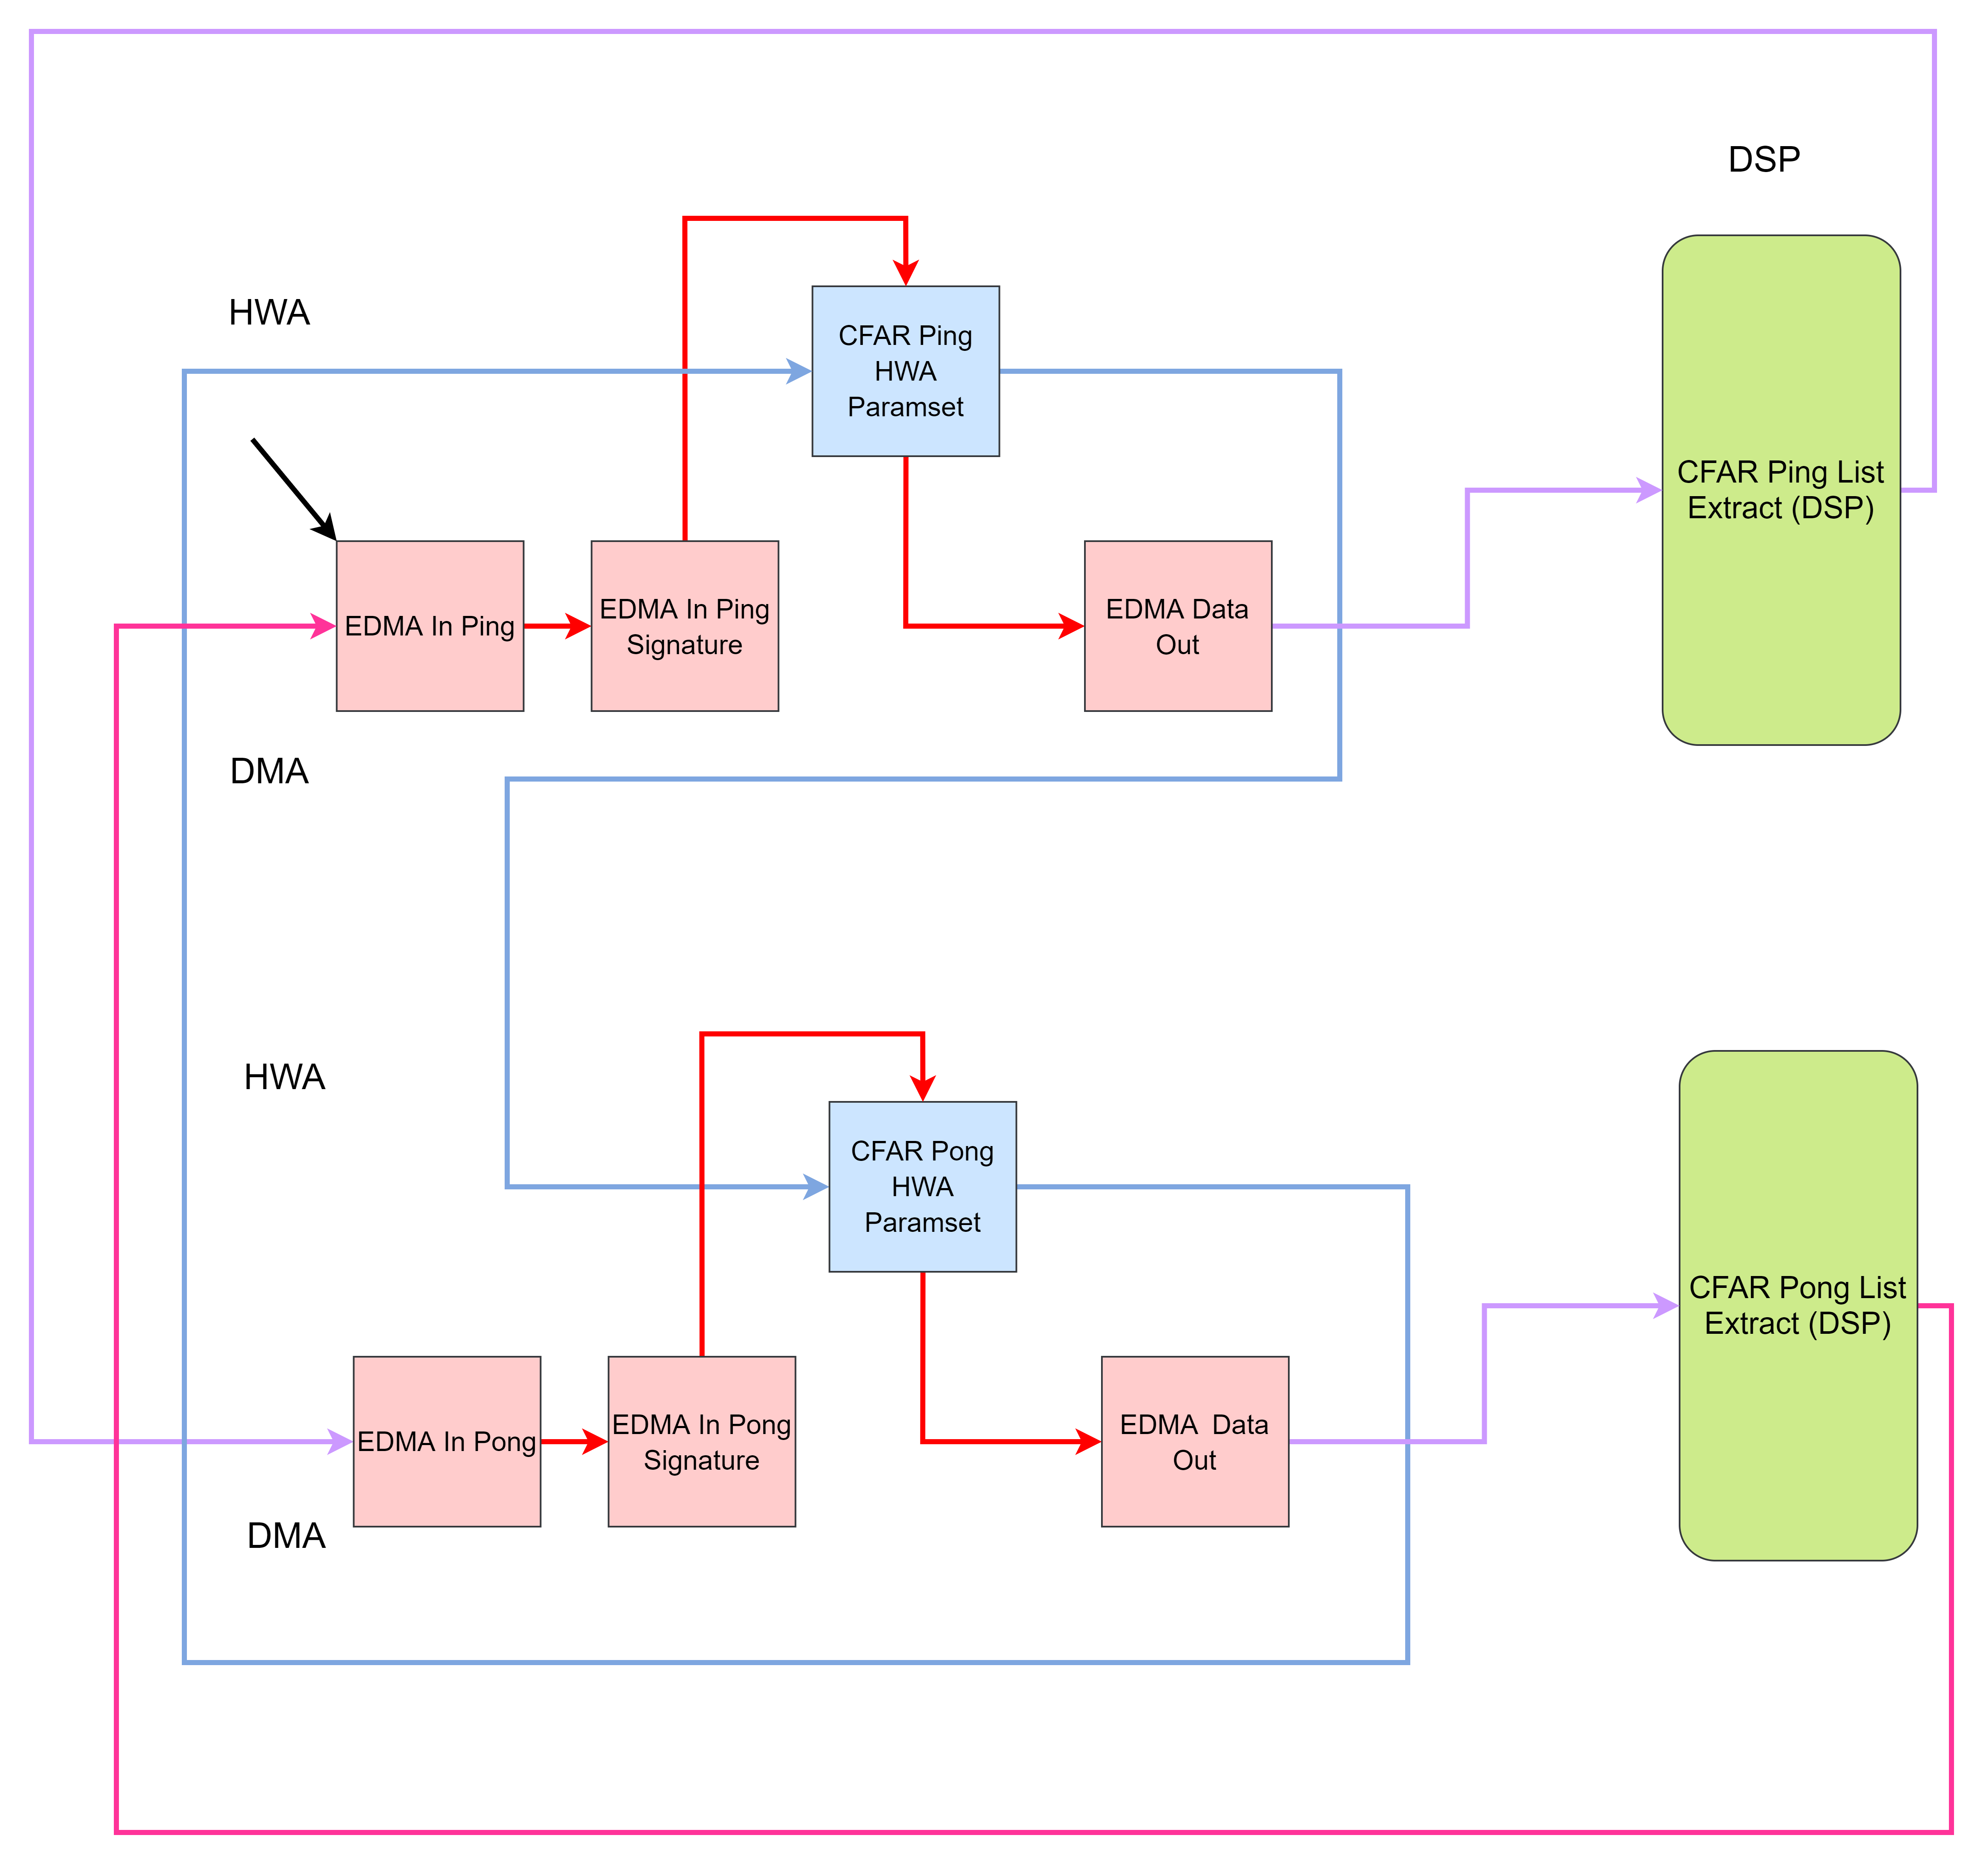 DSP
HWA
CFAR Ping
HWA
Paramset
CFAR Ping List
Extract (DSP)
EDMA In Ping
EDMA In Ping
Signature
EDMA Data
Out
DMA
HWA
CFAR Pong
HWA
Paramset
CFAR Pong List
Extract (DSP)
EDMA In Pong
EDMA In Pong
Signature
EDMA  Data
Out
DMA